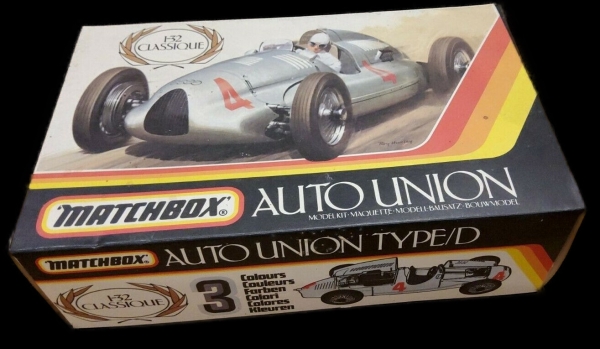 1:32
CLASSIQUE
4
4
MATCHBOX®
AUTO UNION
MODEL KIT · MAQUETTE · MODELL-BAUSATZ · BOUWMODEL
MATCHBOX®
AUTO UNION TYPE/D
1:32
CLASSIQUE
3
Colours
Couleurs
Farben
Colori
Colores
Kleuren
4
4